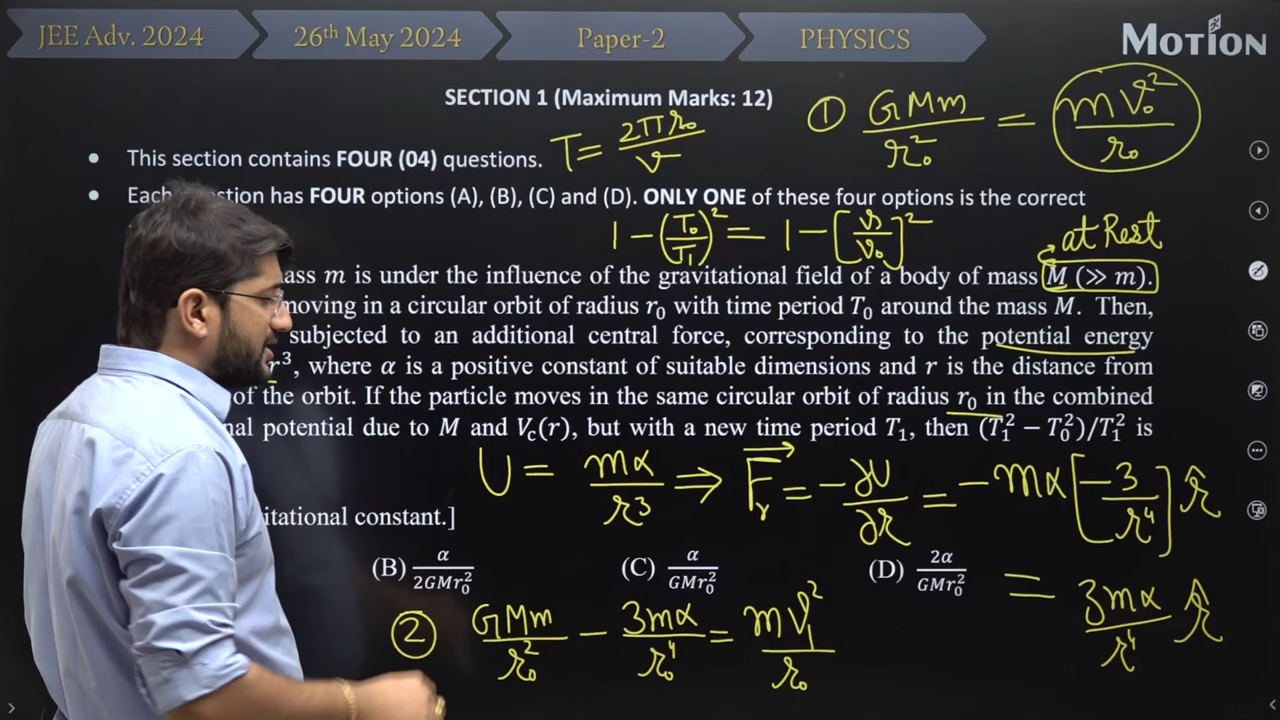 JEE Adv. 2024 26th May 2024 Paper-2 PHYSICS MOTION
SECTION 1 (Maximum Marks: 12)
① GMm/r₀² = mv₀²/r₀
• This section contains FOUR (04) questions.
T = 2πr₀/v
• Each question has FOUR options (A), (B), (C) and (D). ONLY ONE of these four options is the correct
1 - (T₀/T₁)² = 1 - [v₁/v₀]²
at Rest
ass m is under the influence of the gravitational field of a body of mass M (≫ m).
moving in a circular orbit of radius r₀ with time period T₀ around the mass M. Then,
subjected to an additional central force, corresponding to the potential energy
r³, where α is a positive constant of suitable dimensions and r is the distance from
of the orbit. If the particle moves in the same circular orbit of radius r₀ in the combined
nal potential due to M and Vc(r), but with a new time period T₁, then (T₁² − T₀²)/T₁² is
U = mα/r³ ⇒ F⃗r = -∂U/∂r = -mα[-3/r⁴] r̂
itational constant.]
(B) α/2GMr₀² (C) α/GMr₀² (D) 2α/GMr₀²
= 3mα/r⁴ r̂
② GMm/r₀² - 3mα/r₀⁴ = mv₁²/r₀